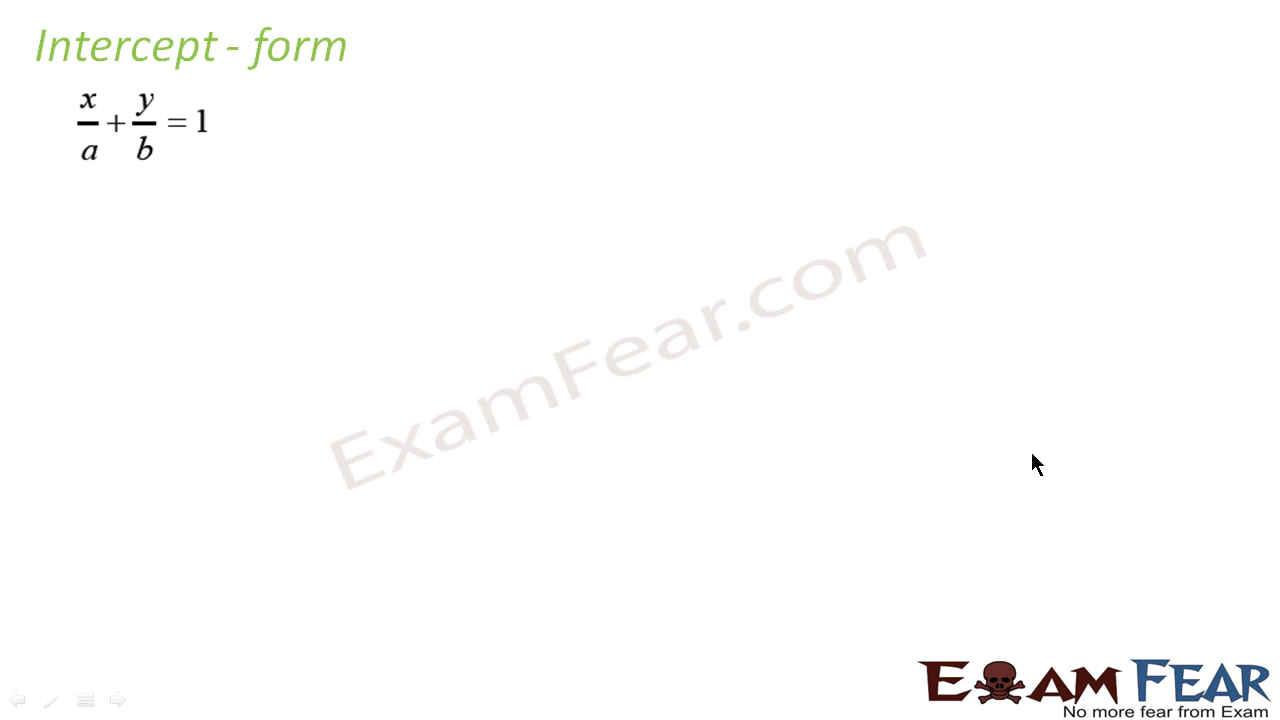 Intercept - form
x/a + y/b = 1
ExamFear.com
EXAM FEAR
No more fear from Exam